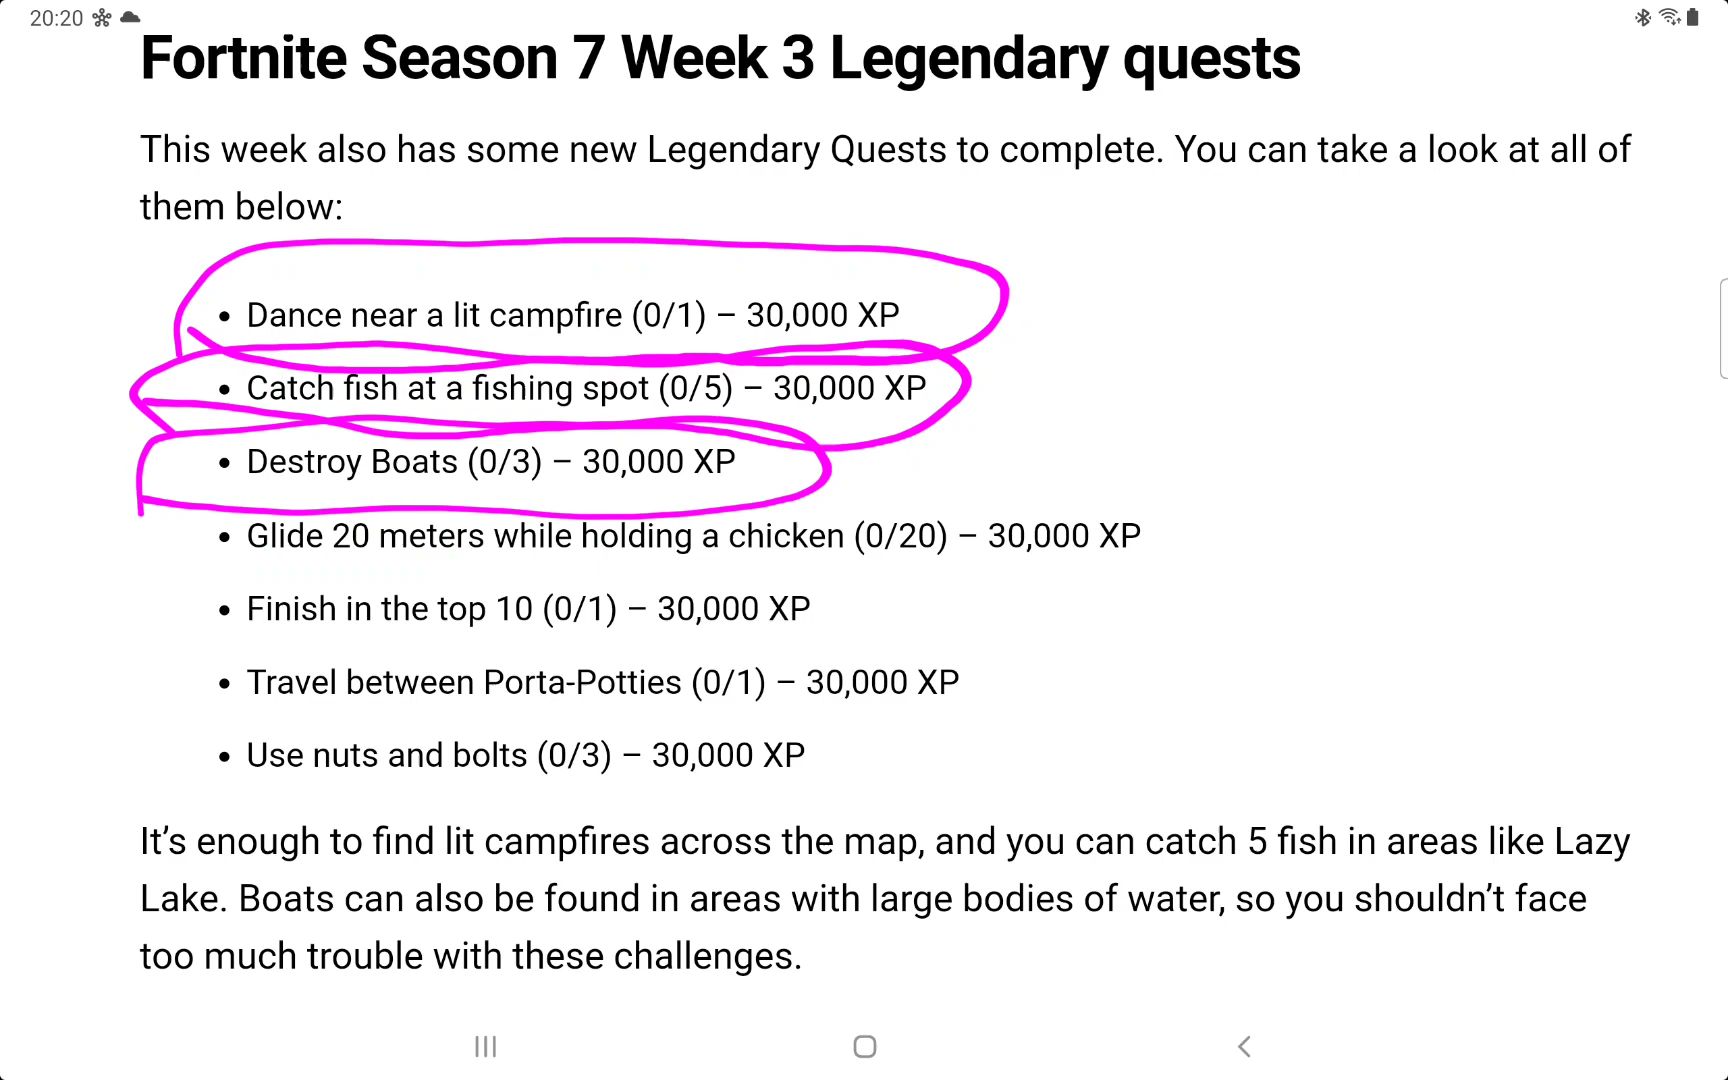 20:20
Fortnite Season 7 Week 3 Legendary quests
This week also has some new Legendary Quests to complete. You can take a look at all of
them below:
• Dance near a lit campfire (0/1) – 30,000 XP
• Catch fish at a fishing spot (0/5) – 30,000 XP
• Destroy Boats (0/3) – 30,000 XP
• Glide 20 meters while holding a chicken (0/20) – 30,000 XP
• Finish in the top 10 (0/1) – 30,000 XP
• Travel between Porta-Potties (0/1) – 30,000 XP
• Use nuts and bolts (0/3) – 30,000 XP
It’s enough to find lit campfires across the map, and you can catch 5 fish in areas like Lazy
Lake. Boats can also be found in areas with large bodies of water, so you shouldn’t face
too much trouble with these challenges.